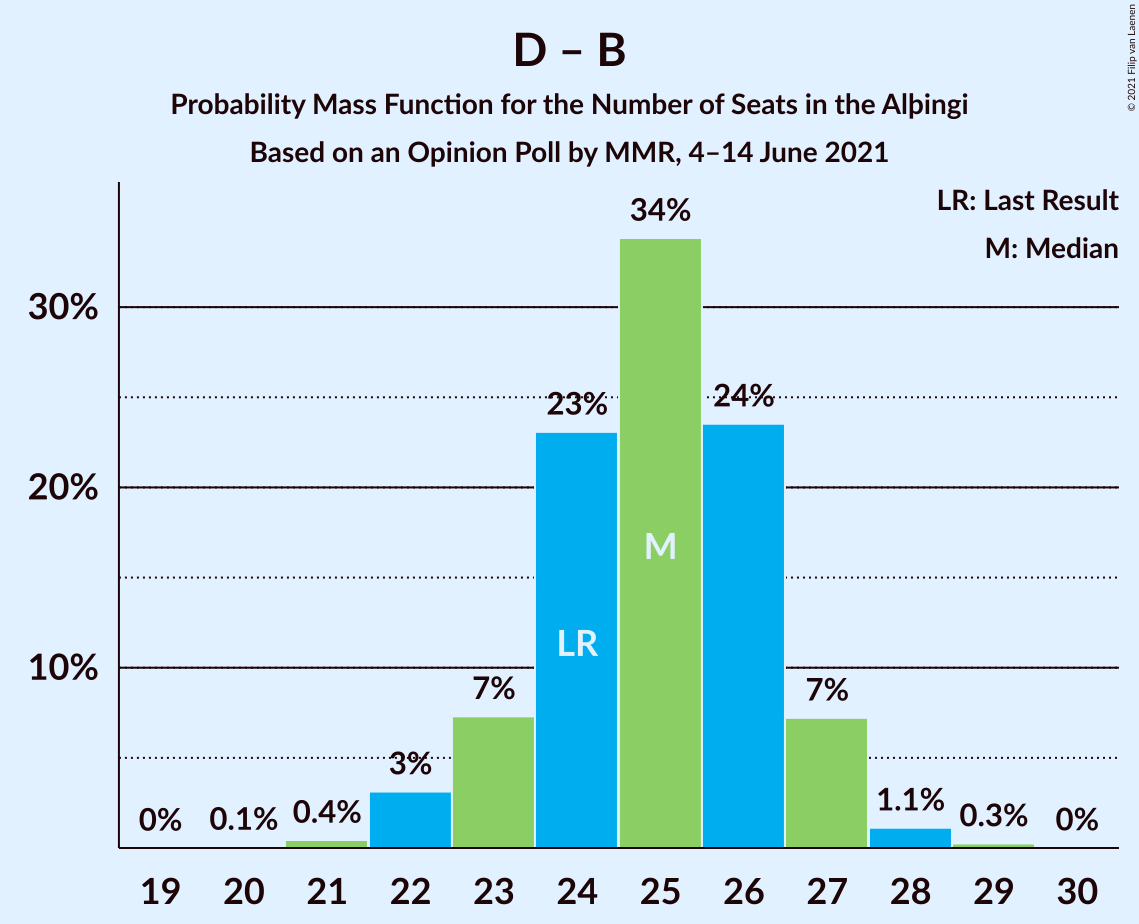 D – B
Probability Mass Function for the Number of Seats in the Alþingi
Based on an Opinion Poll by MMR, 4–14 June 2021
© 2021 Filip van Laenen
LR: Last Result
M: Median
30%
20%
10%
0%
0.1%
0.4%
3%
7%
23%
34%
24%
7%
1.1%
0.3%
0%
LR
M
19 20 21 22 23 24 25 26 27 28 29 30